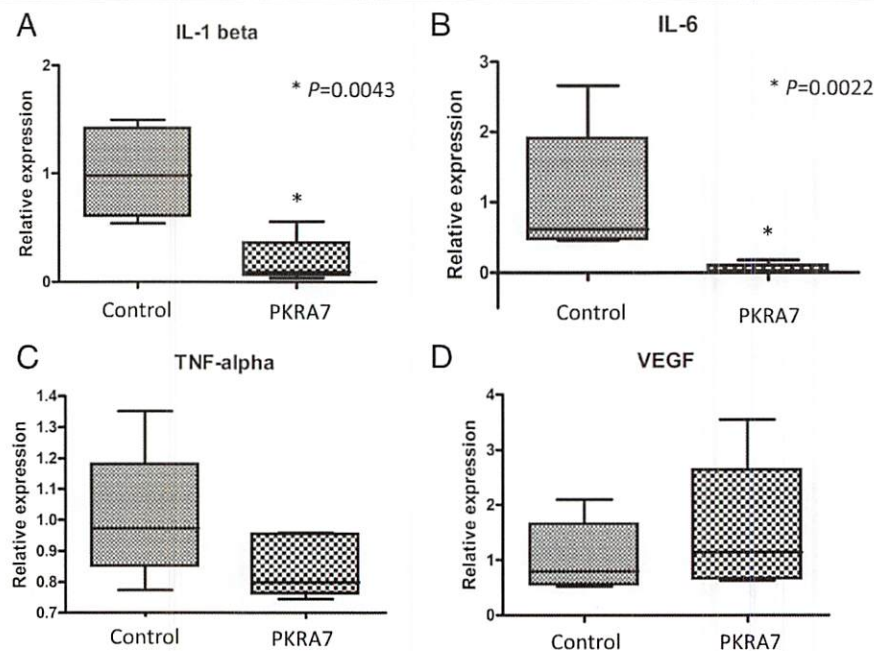 A
IL-1 beta
* P=0.0043
Relative expression
2
1
0
*
Control
PKRA7
B
IL-6
* P=0.0022
Relative expression
3
2
1
0
*
Control
PKRA7
C
TNF-alpha
Relative expression
1.4
1.3
1.2
1.1
1.0
0.9
0.8
0.7
Control
PKRA7
D
VEGF
Relative expression
4
3
2
1
0
Control
PKRA7